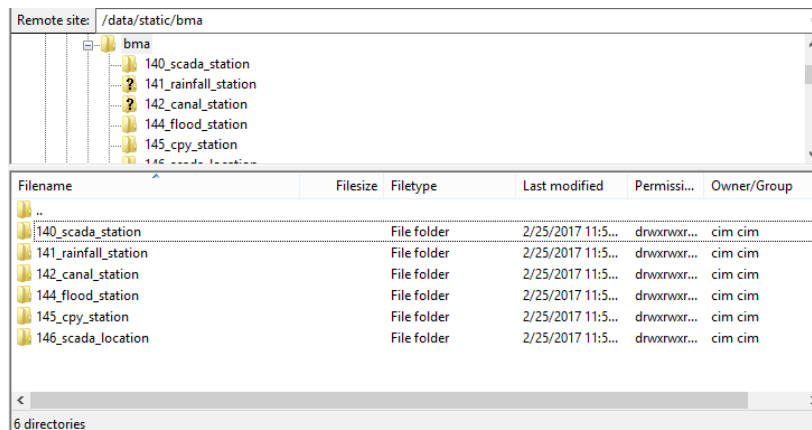 Remote site: /data/static/bma
bma
140_scada_station
? 141_rainfall_station
? 142_canal_station
144_flood_station
145_cpy_station
146_scada_location
Filename Filesize Filetype Last modified Permissi... Owner/Group
..
140_scada_station File folder 2/25/2017 11:5... drwxrwxr... cim cim
141_rainfall_station File folder 2/25/2017 11:5... drwxrwxr... cim cim
142_canal_station File folder 2/25/2017 11:5... drwxrwxr... cim cim
144_flood_station File folder 2/25/2017 11:5... drwxrwxr... cim cim
145_cpy_station File folder 2/25/2017 11:5... drwxrwxr... cim cim
146_scada_location File folder 2/25/2017 11:5... drwxrwxr... cim cim
6 directories